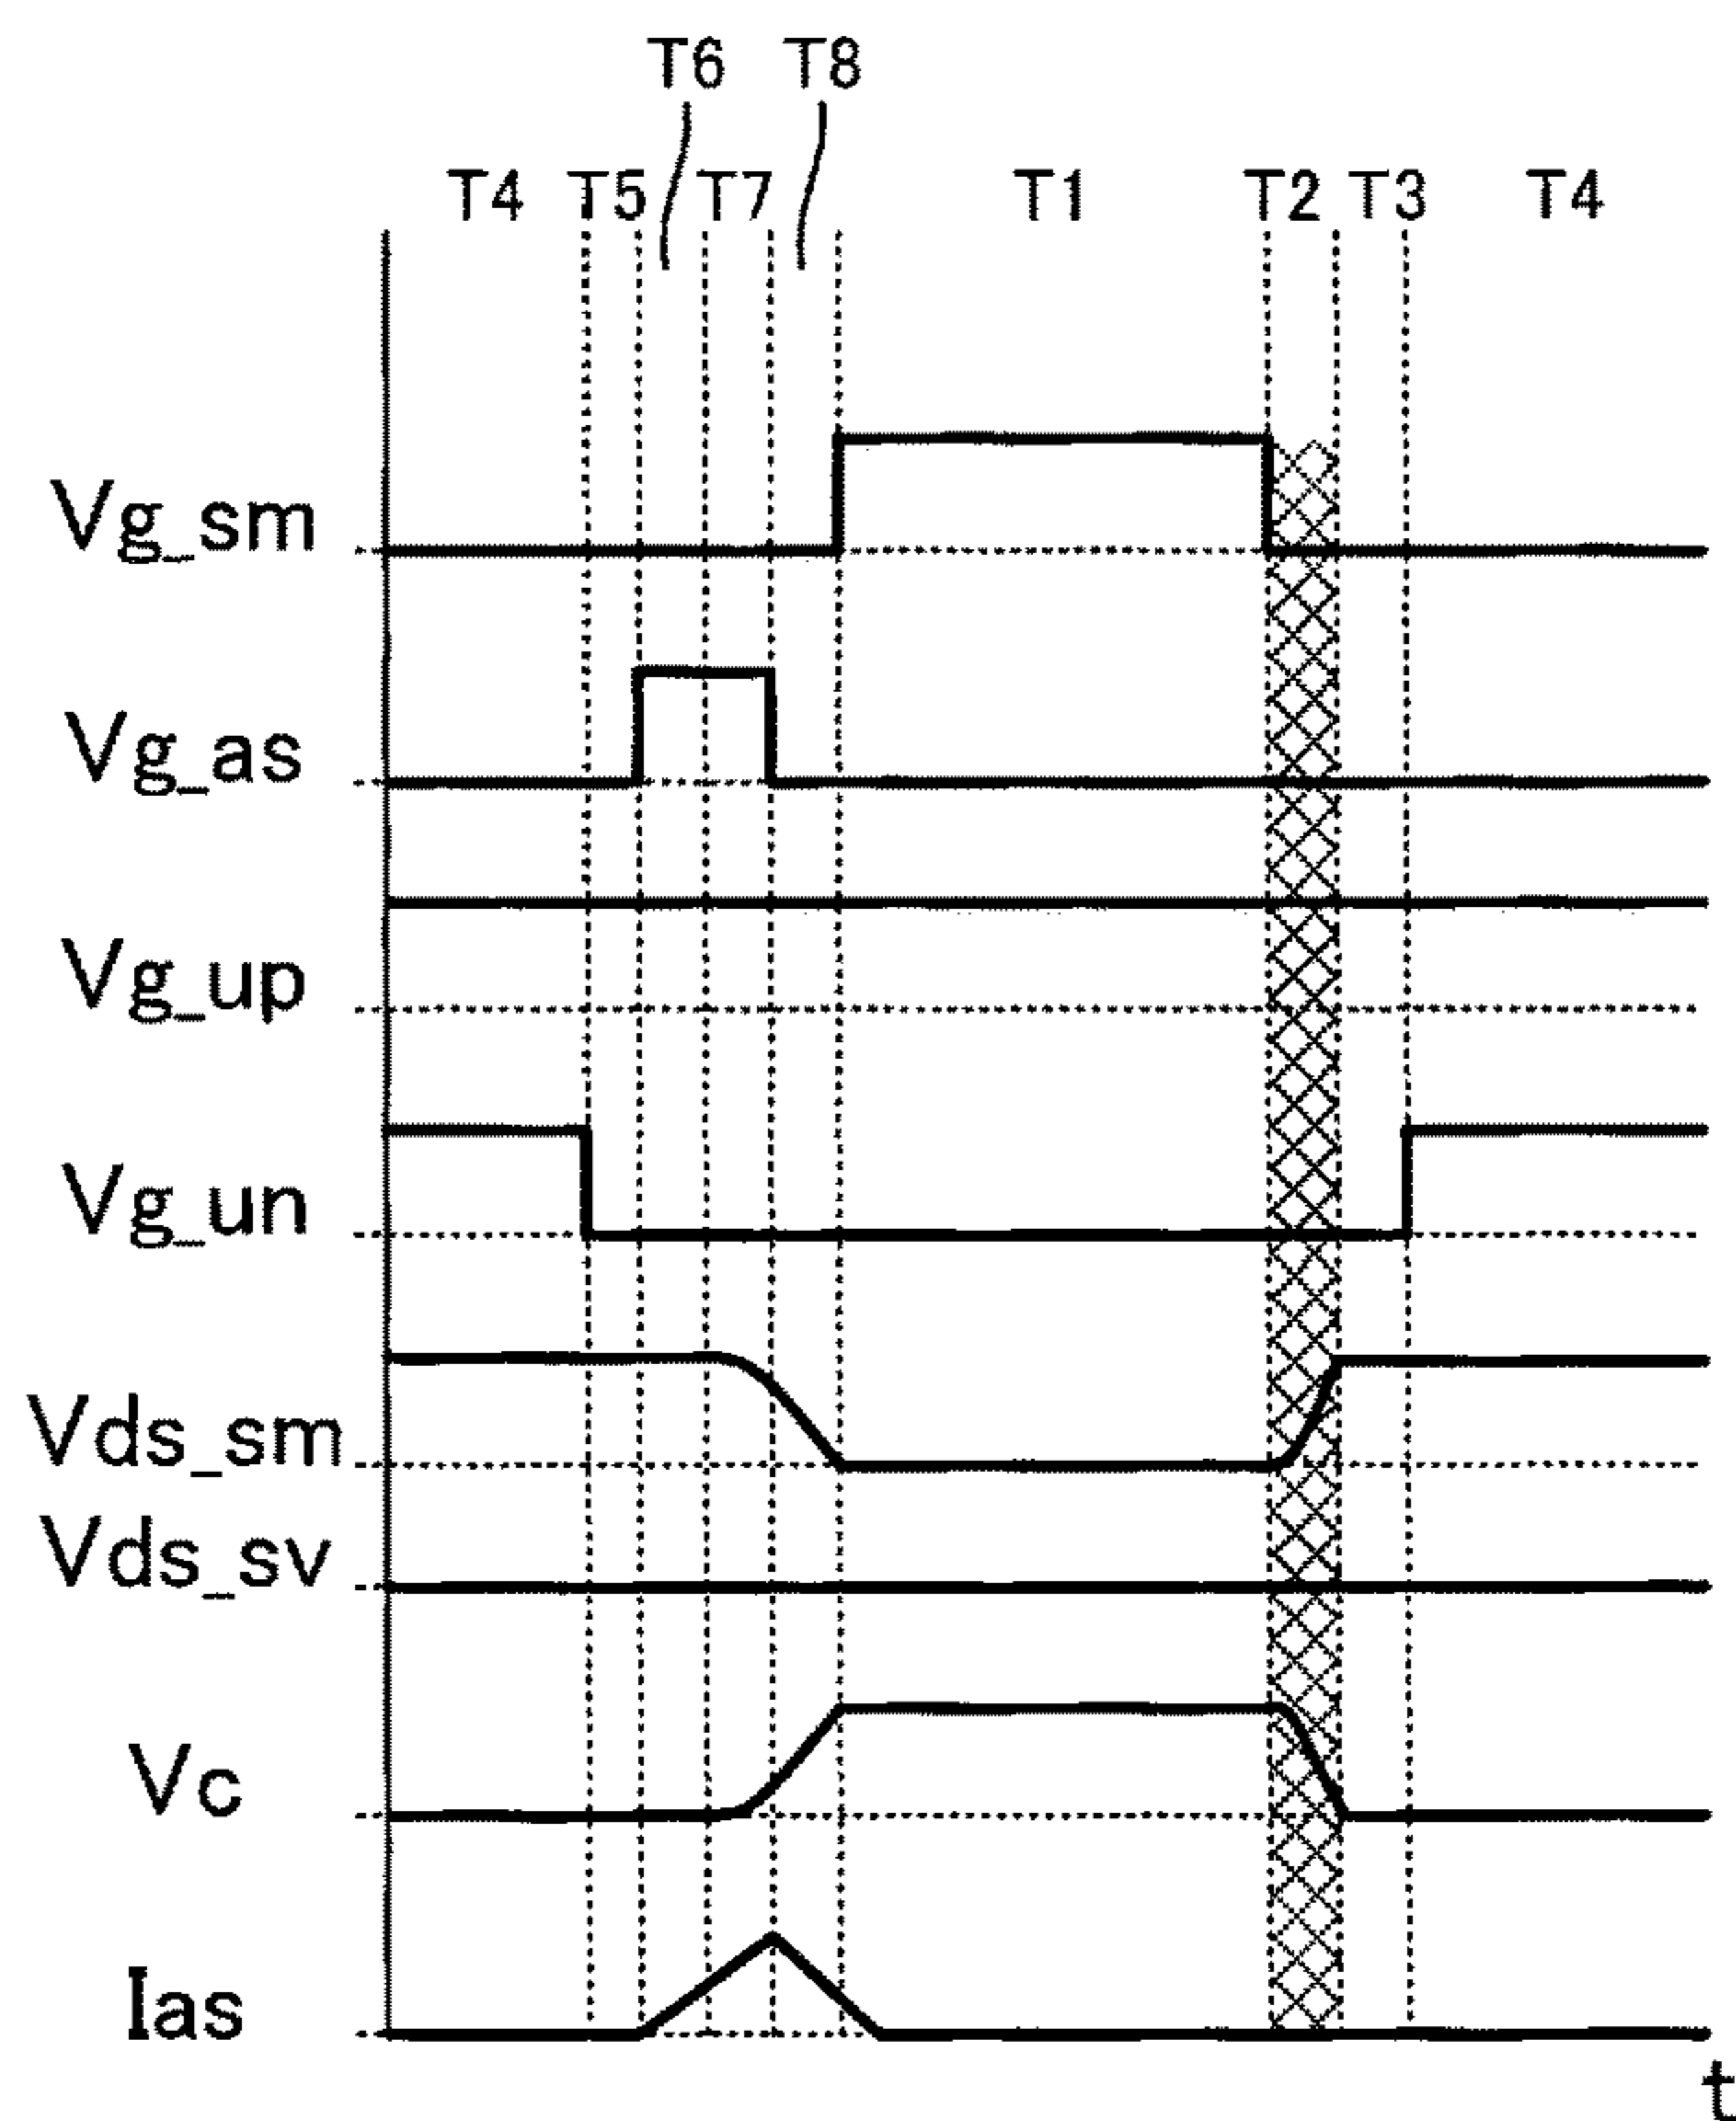 T6 T8
T4 T5 T7 T1 T2 T3 T4
Vg_sm
Vg_as
Vg_up
Vg_un
Vds_sm
Vds_sv
Vc
Ias
t